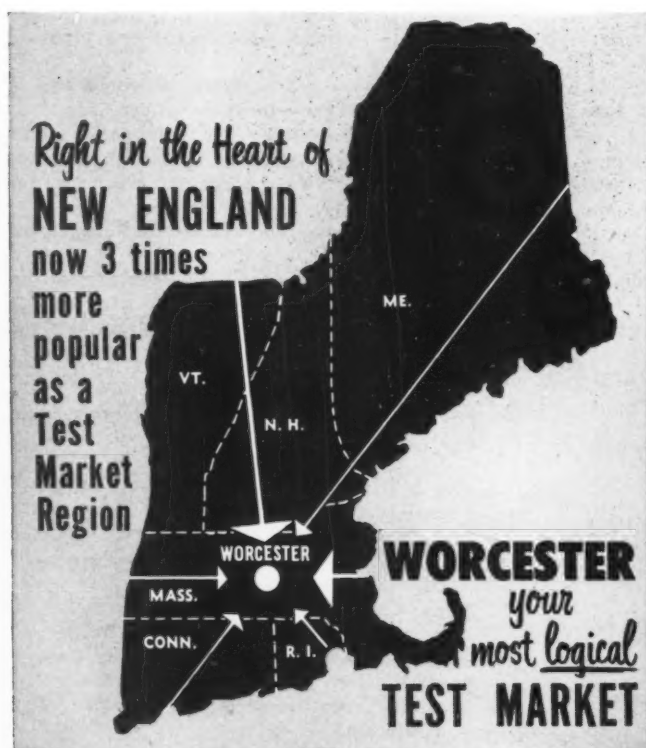 Right in the Heart of
NEW ENGLAND
now 3 times
more
popular
as a
Test
Market
Region
ME.
VT.
N. H.
WORCESTER
MASS.
CONN.
R. I.
WORCESTER
your
most logical
TEST MARKET